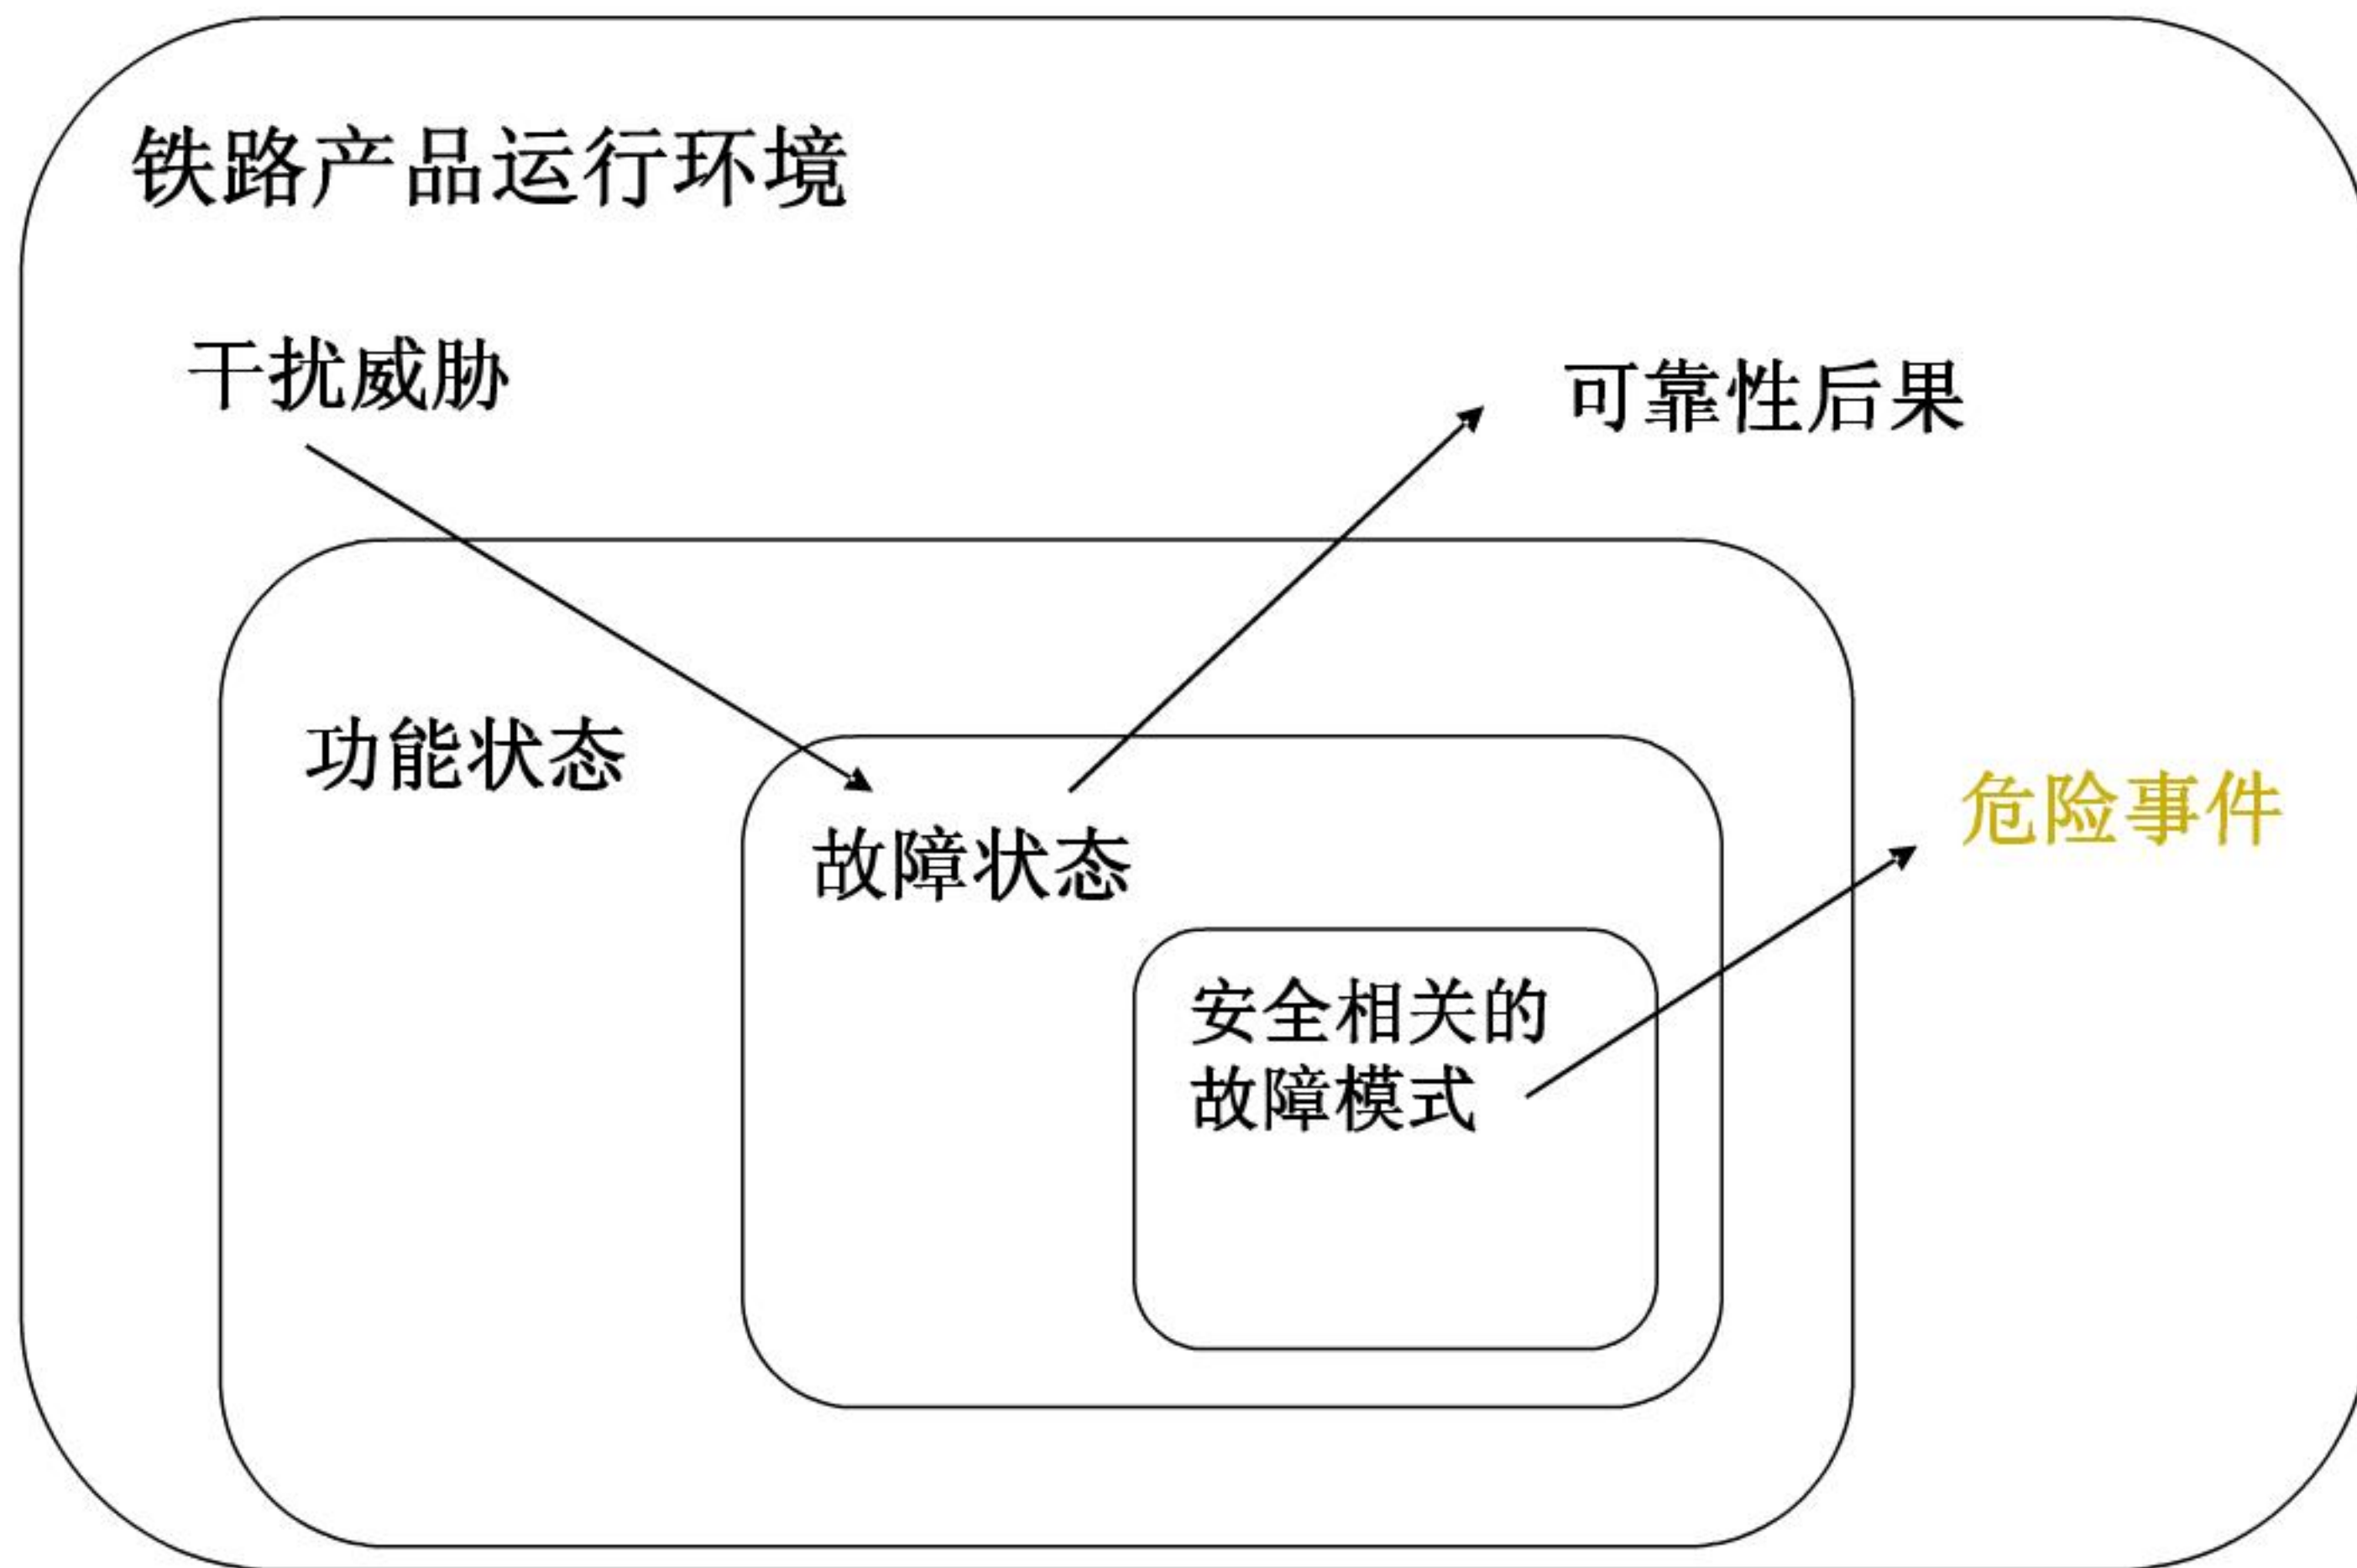 铁路产品运行环境
干扰威胁
可靠性后果
功能状态
危险事件
故障状态
安全相关的
故障模式